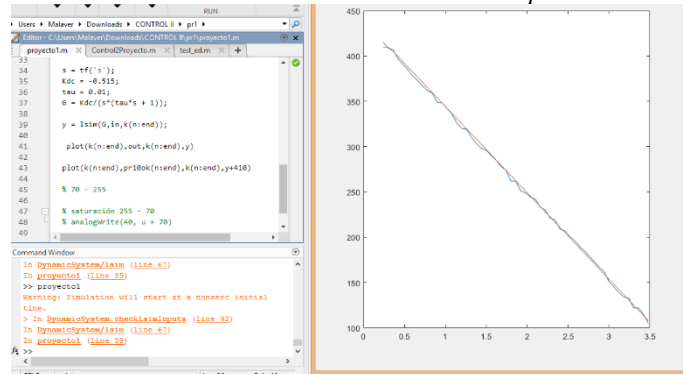 RUN
Users ▸ Malaver ▸ Downloads ▸ CONTROL II ▸ pr1 ▸
Editor - C:\Users\Malaver\Downloads\CONTROL II\pr1\proyecto1.m
proyecto1.m Control2Proyecto.m test_ed.m +
33
34 s = tf('s');
35 Kdc = -0.515;
36 tau = 0.01;
37 G = Kdc/(s*(tau*s + 1));
38
39 y = lsim(G,in,k(n:end));
40
41 plot(k(n:end),out,k(n:end),y)
42
43 plot(k(n:end),pr10ok(n:end),k(n:end),y+410)
44
45 % 70 - 255
46
47 % saturación 255 - 70
48 % analogWrite(A0, u + 70)
49
Command Window
In DynamicSystem/lsim (line 67)
In proyecto1 (line 39)
>> proyecto1
Warning: Simulation will start at a nonzero initial
time.
> In DynamicSystem.checkLsimInputs (line 92)
In DynamicSystem/lsim (line 67)
In proyecto1 (line 39)
fx >>
450
400
350
300
250
200
150
100
0 0.5 1 1.5 2 2.5 3 3.5